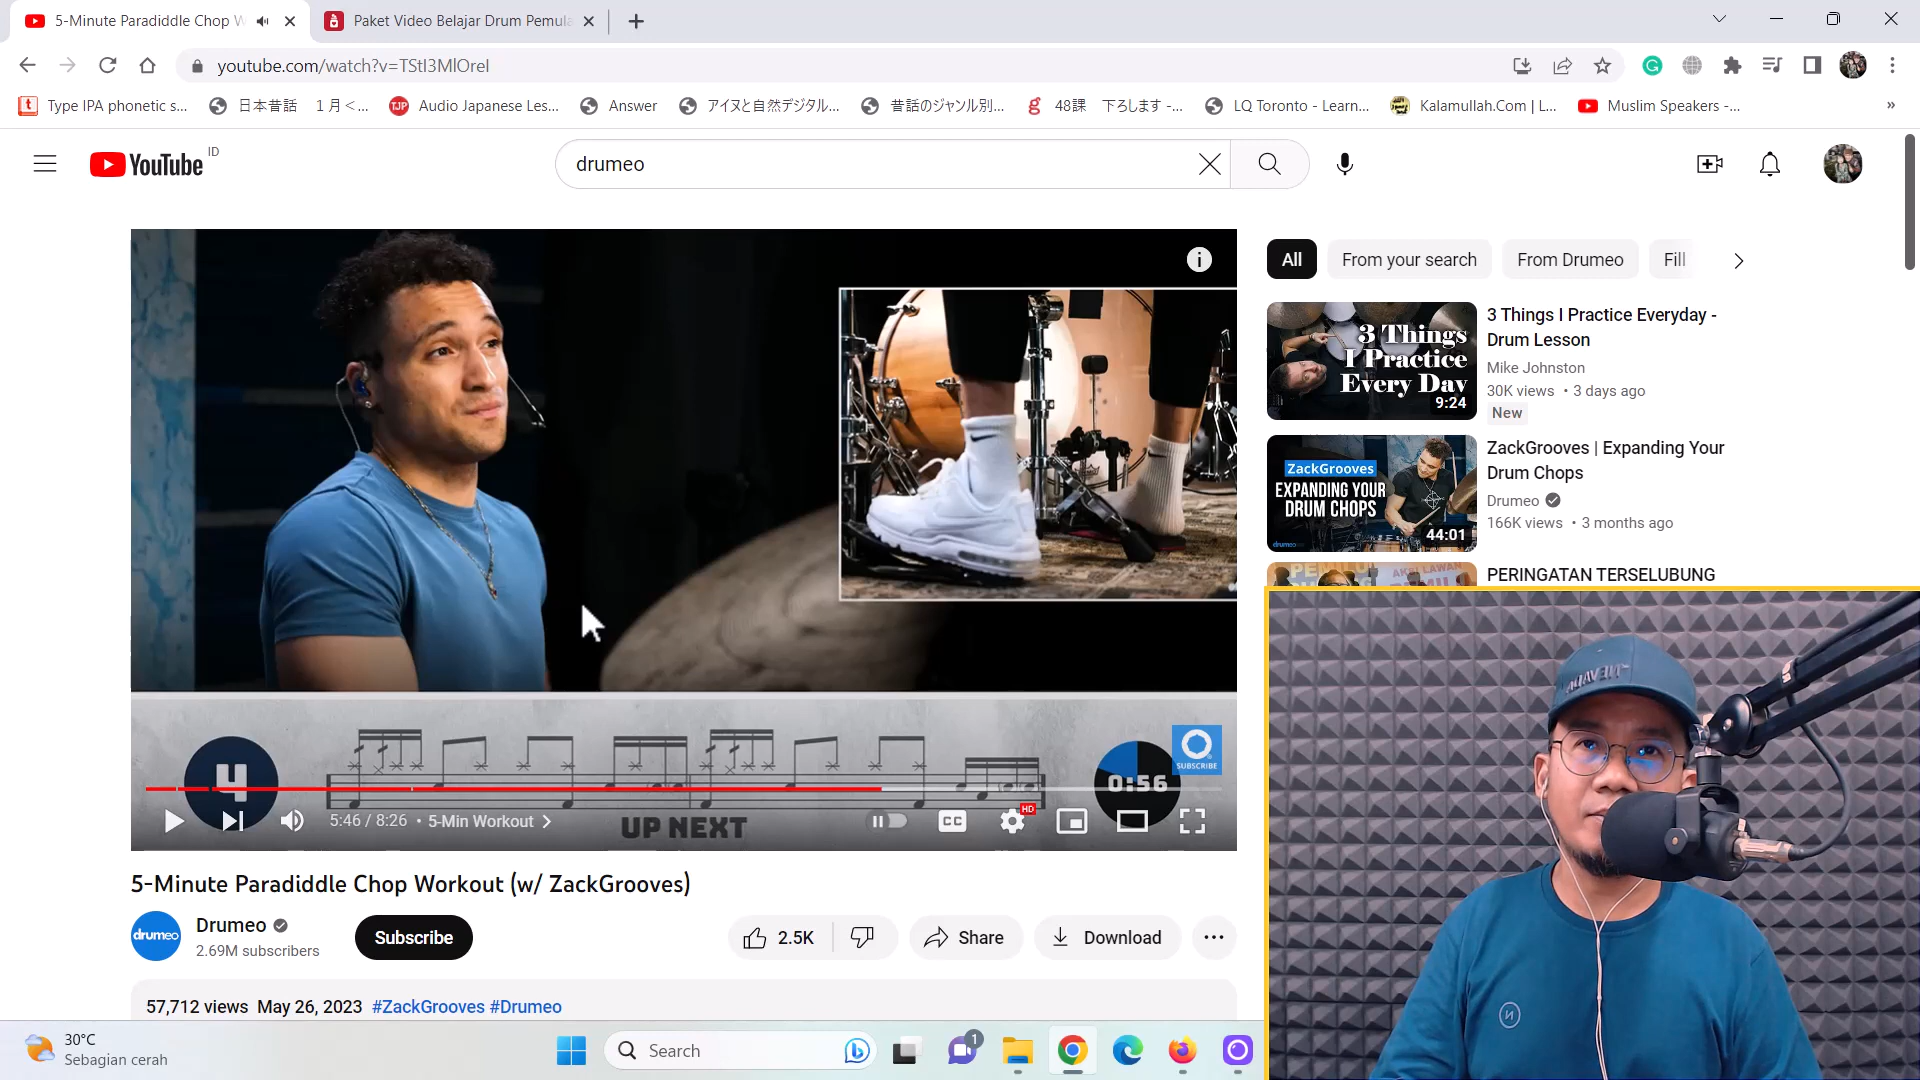 5-Minute Paradiddle Chop W
Paket Video Belajar Drum Pemula
youtube.com/watch?v=TStI3MlOreI
Type IPA phonetic s...
日本昔話 １月＜...
TJP Audio Japanese Les...
Answer
アイヌと自然デジタル...
昔話のジャンル別...
48課 下ろします -...
LQ Toronto - Learn...
Kalamullah.Com | L...
Muslim Speakers -...
YouTube ID
drumeo
All
From your search
From Drumeo
Fill
3 Things
I Practice
Every Day
9:24
3 Things I Practice Everyday -
Drum Lesson
Mike Johnston
30K views • 3 days ago
New
ZackGrooves
EXPANDING YOUR
DRUM CHOPS
drumeo
44:01
ZackGrooves | Expanding Your
Drum Chops
Drumeo
166K views • 3 months ago
PERINGATAN TERSELUBUNG
4
0:56
SUBSCRIBE
5:46 / 8:26 • 5-Min Workout
UP NEXT
CC
HD
5-Minute Paradiddle Chop Workout (w/ ZackGrooves)
drumeo
Drumeo
2.69M subscribers
Subscribe
2.5K
Share
Download
57,712 views May 26, 2023 #ZackGrooves #Drumeo
30°C
Sebagian cerah
Search
1